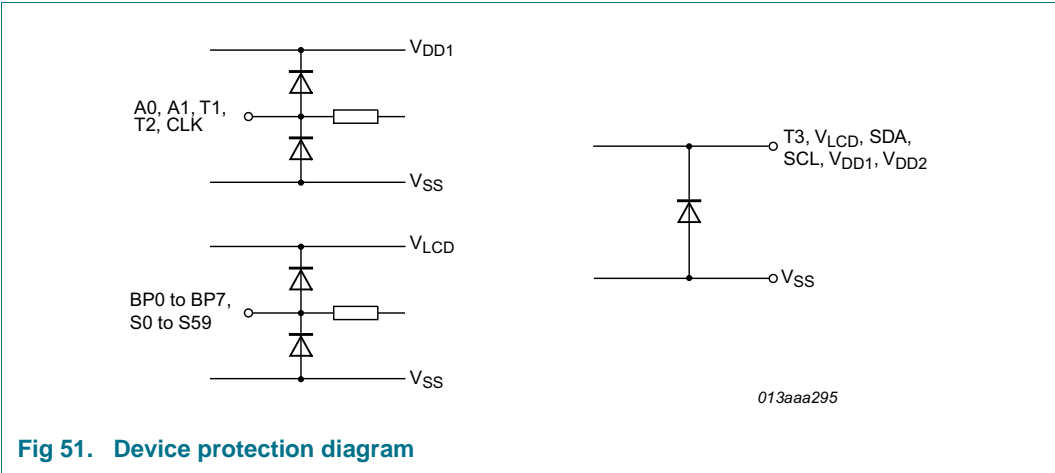 VDD1
A0, A1, T1,
T2, CLK
VSS
VLCD
BP0 to BP7,
S0 to S59
VSS
T3, VLCD, SDA,
SCL, VDD1, VDD2
VSS
013aaa295
Fig 51. Device protection diagram